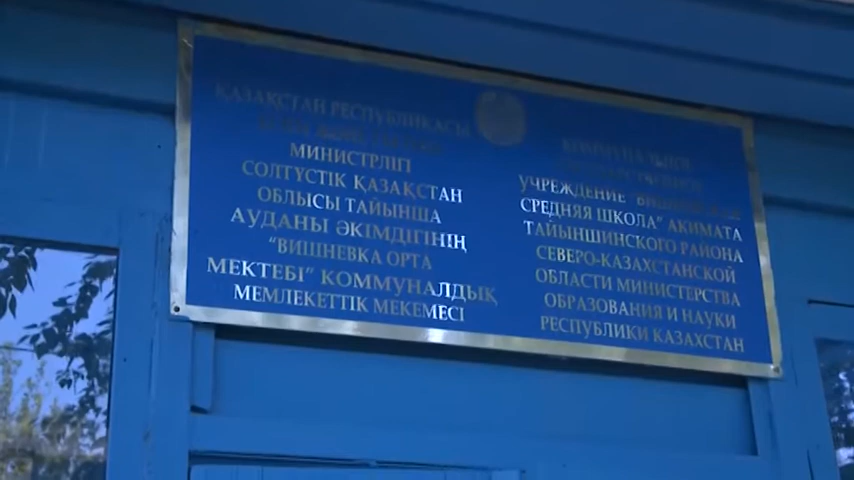 ҚАЗАҚСТАН РЕСПУБЛИКАСЫ
МИНИСТРЛІГІ
СОЛТҮСТІК ҚАЗАҚСТАН
ОБЛЫСЫ ТАЙЫНША
АУДАНЫ ӘКІМДІГІНІҢ
"ВИШНЕВКА ОРТА
МЕКТЕБІ" КОММУНАЛДЫҚ
МЕМЛЕКЕТТІК МЕКЕМЕСІ
КОММУНАЛЬНОЕ
УЧРЕЖДЕНИЕ
СРЕДНЯЯ ШКОЛА" АКИМАТА
ТАЙЫНШИНСКОГО РАЙОНА
СЕВЕРО-КАЗАХСТАНСКОЙ
ОБЛАСТИ МИНИСТЕРСТВА
ОБРАЗОВАНИЯ И НАУКИ
РЕСПУБЛИКИ КАЗАХСТАН